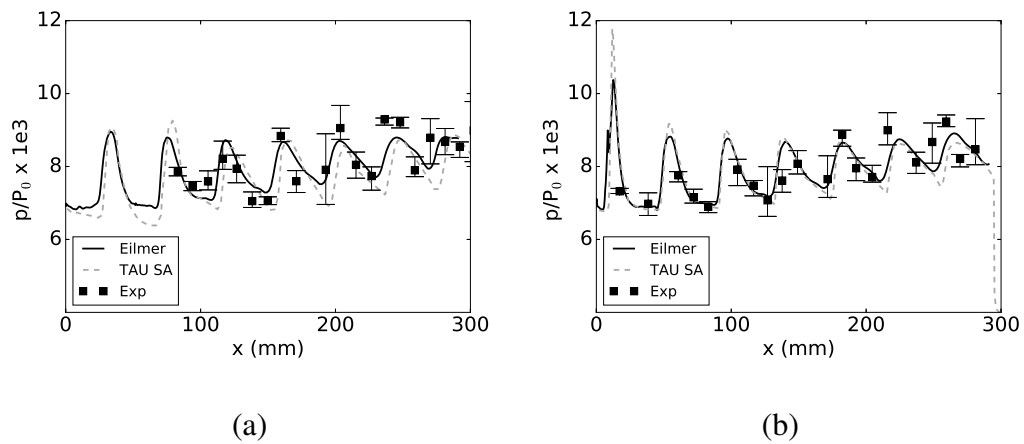 12
10
8
6
p/P₀ x 1e3
Eilmer
TAU SA
Exp
0 100 200 300
x (mm)
(a)
12
10
8
6
p/P₀ x 1e3
Eilmer
TAU SA
Exp
0 100 200 300
x (mm)
(b)